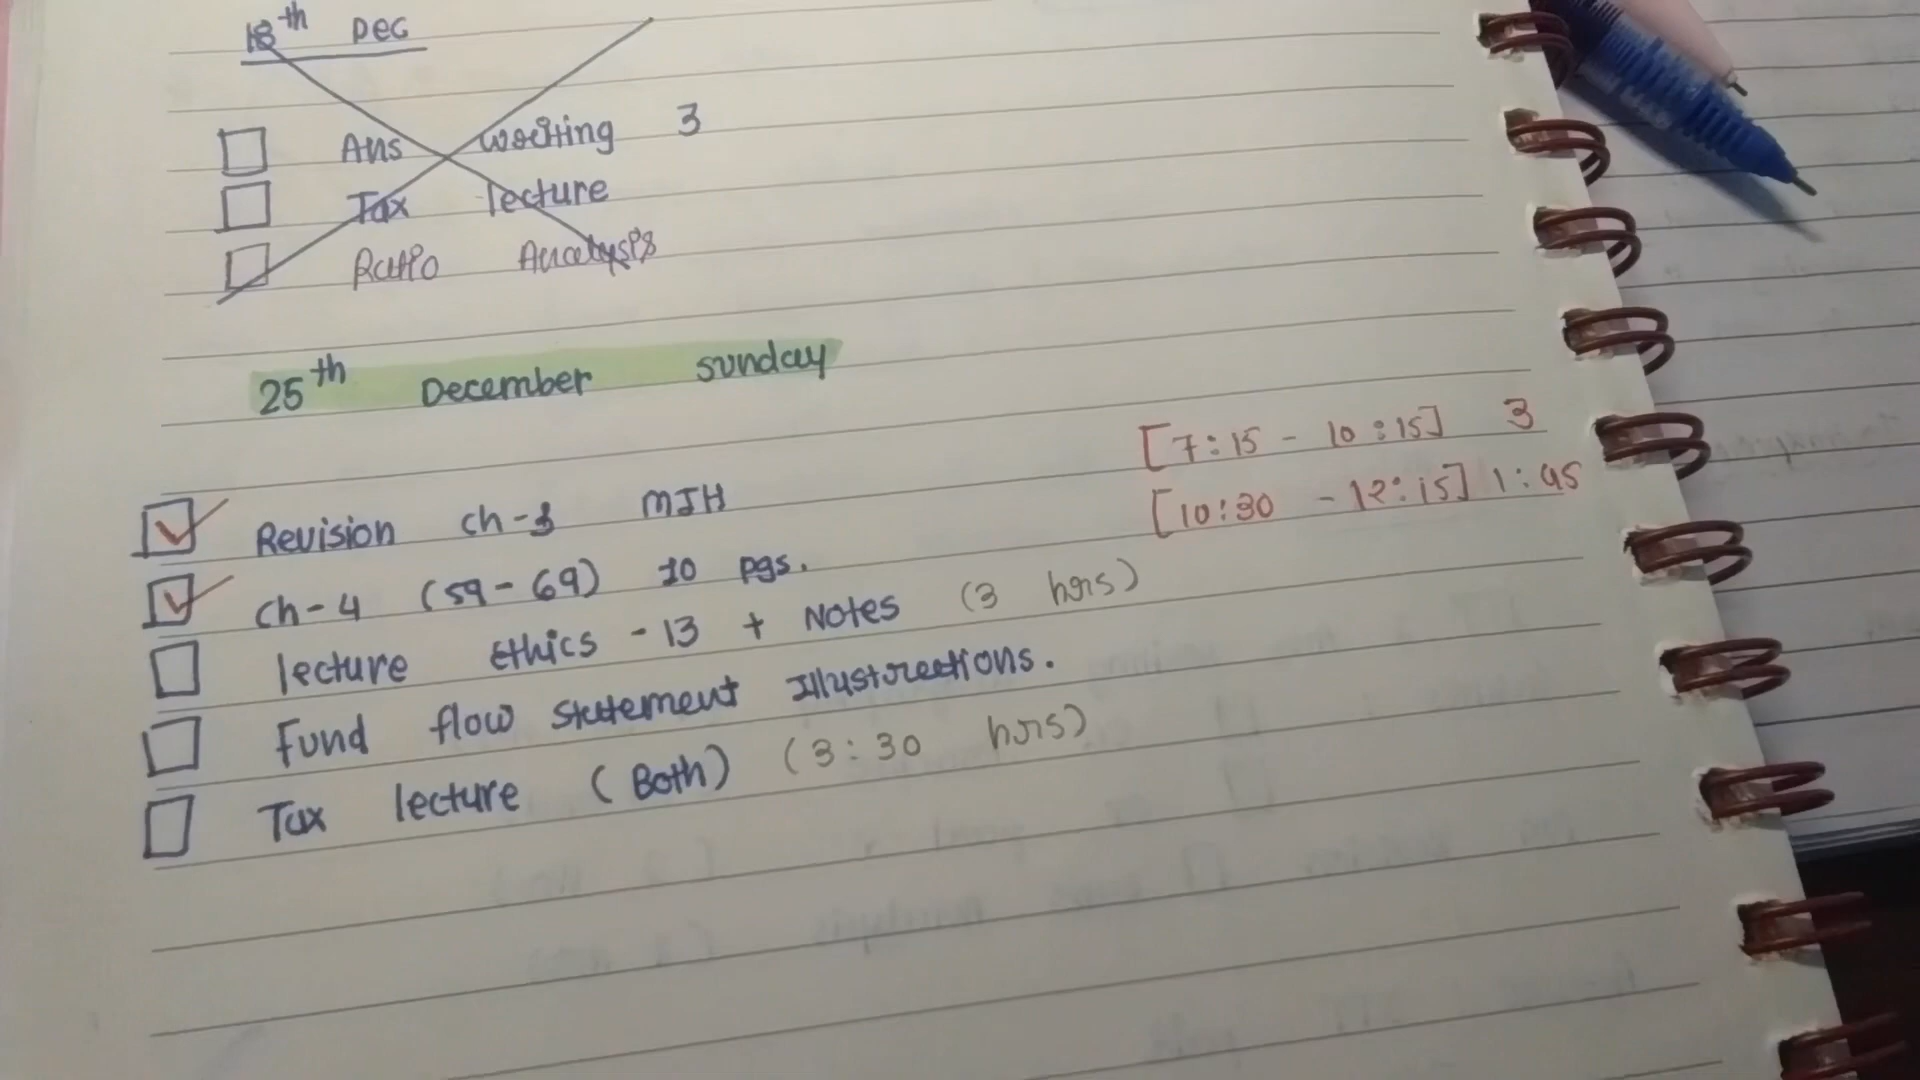 18th Dec
Ans writing 3
Tax lecture
Ratio Analysis
25th December sunday
[7:15 - 10:15] 3
[10:30 - 12:15] 1:45
Revision ch-3 MJH
ch-4 (59-69) 10 pgs.
lecture Ethics - 13 + Notes (3 hrs)
Fund flow statement Illustrations.
Tax lecture (Both) (3:30 hrs)